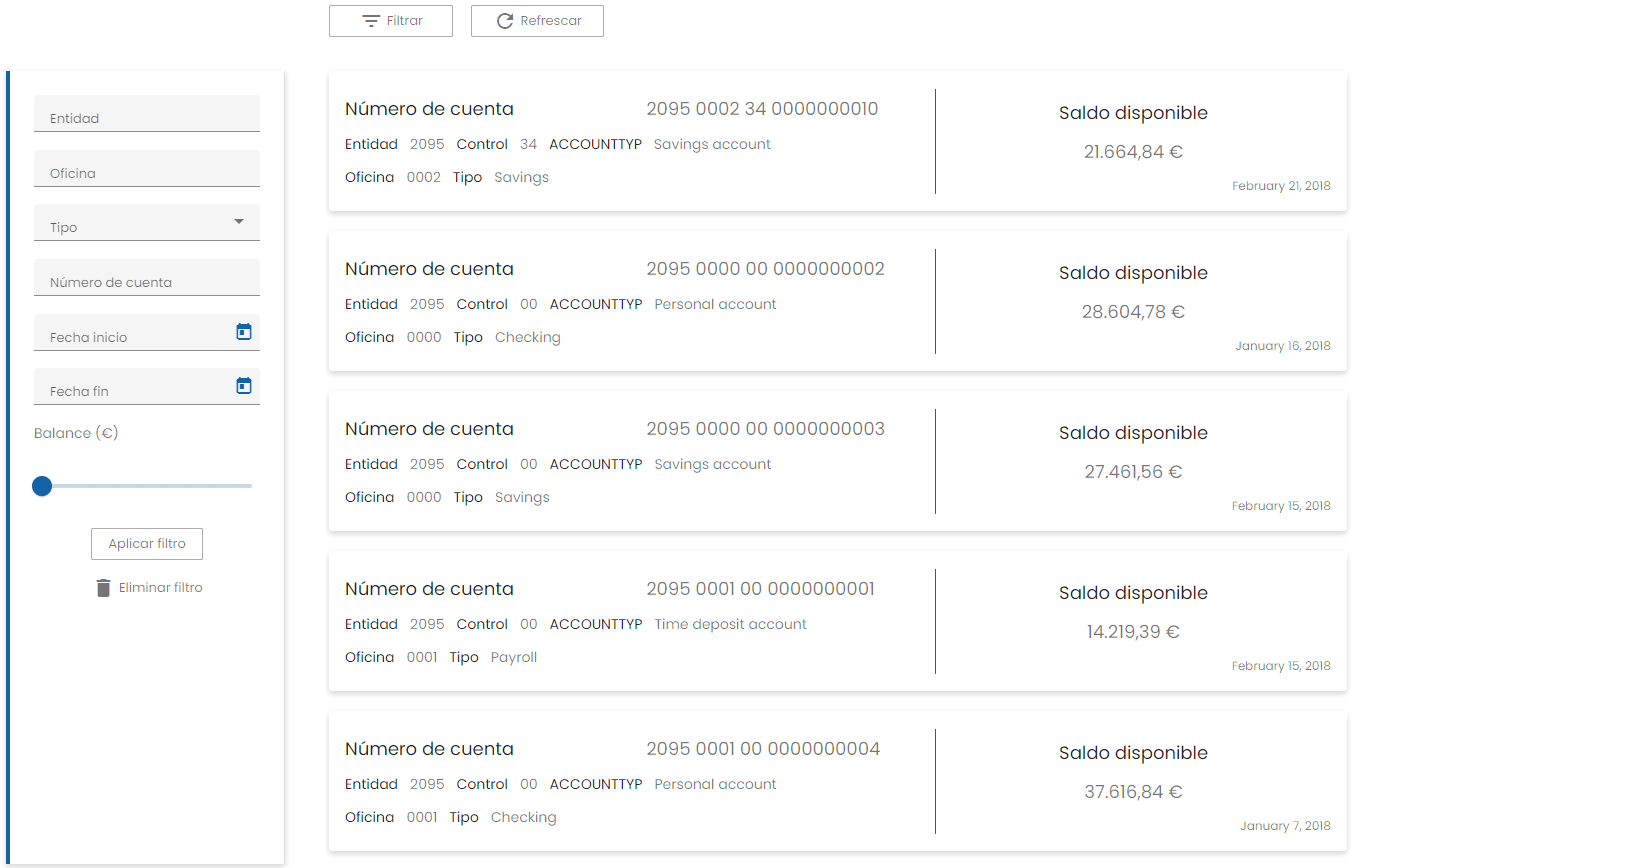 Filtrar Refrescar
Entidad
Oficina
Tipo
Número de cuenta
Fecha inicio
Fecha fin
Balance (€)
Aplicar filtro
Eliminar filtro
Número de cuenta 2095 0002 34 0000000010
Entidad 2095 Control 34 ACCOUNTTYP Savings account
Oficina 0002 Tipo Savings
Saldo disponible
21.664,84 €
February 21, 2018
Número de cuenta 2095 0000 00 0000000002
Entidad 2095 Control 00 ACCOUNTTYP Personal account
Oficina 0000 Tipo Checking
Saldo disponible
28.604,78 €
January 16, 2018
Número de cuenta 2095 0000 00 0000000003
Entidad 2095 Control 00 ACCOUNTTYP Savings account
Oficina 0000 Tipo Savings
Saldo disponible
27.461,56 €
February 15, 2018
Número de cuenta 2095 0001 00 0000000001
Entidad 2095 Control 00 ACCOUNTTYP Time deposit account
Oficina 0001 Tipo Payroll
Saldo disponible
14.219,39 €
February 15, 2018
Número de cuenta 2095 0001 00 0000000004
Entidad 2095 Control 00 ACCOUNTTYP Personal account
Oficina 0001 Tipo Checking
Saldo disponible
37.616,84 €
January 7, 2018